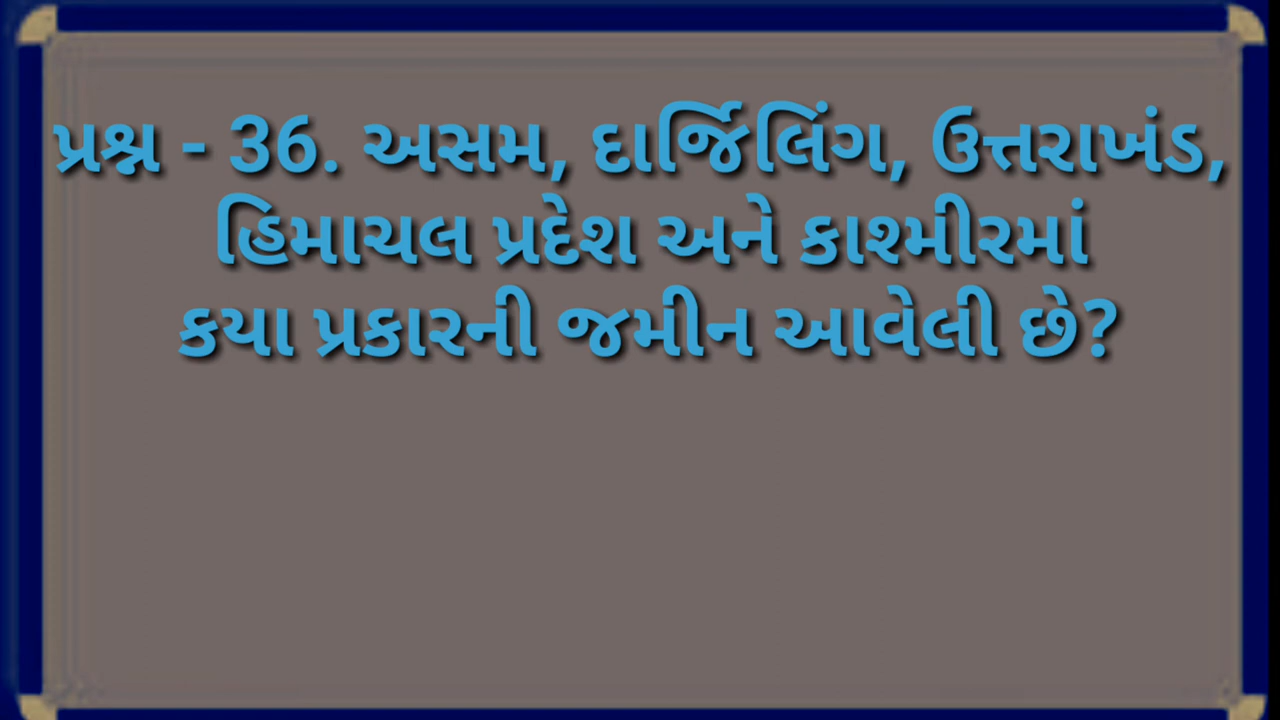 પ્રશ્ન - 36. અસમ, દાર્જિલિંગ, ઉત્તરાખંડ,
હિમાચલ પ્રદેશ અને કાશ્મીરમાં
કયા પ્રકારની જમીન આવેલી છે?